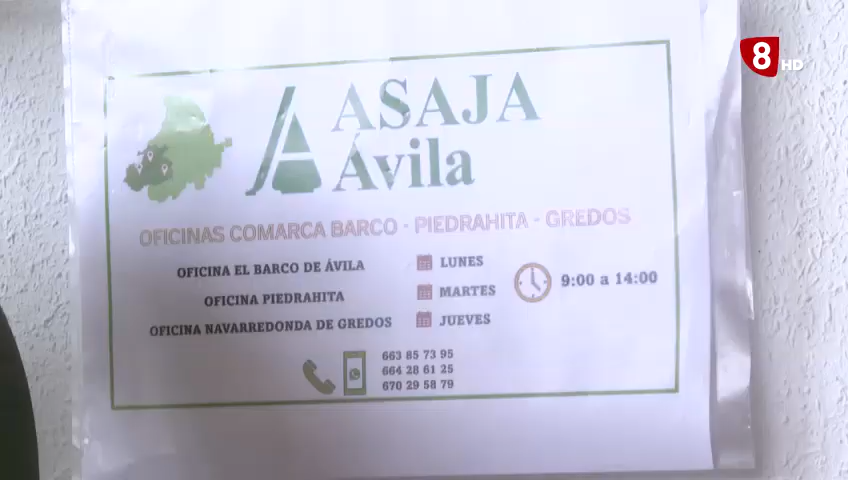 8 HD
ASAJA
Ávila
OFICINAS COMARCA BARCO - PIEDRAHITA - GREDOS
OFICINA EL BARCO DE ÁVILA LUNES
OFICINA PIEDRAHITA MARTES
OFICINA NAVARREDONDA DE GREDOS JUEVES
9:00 a 14:00
663 85 73 95
664 28 61 25
670 29 58 79